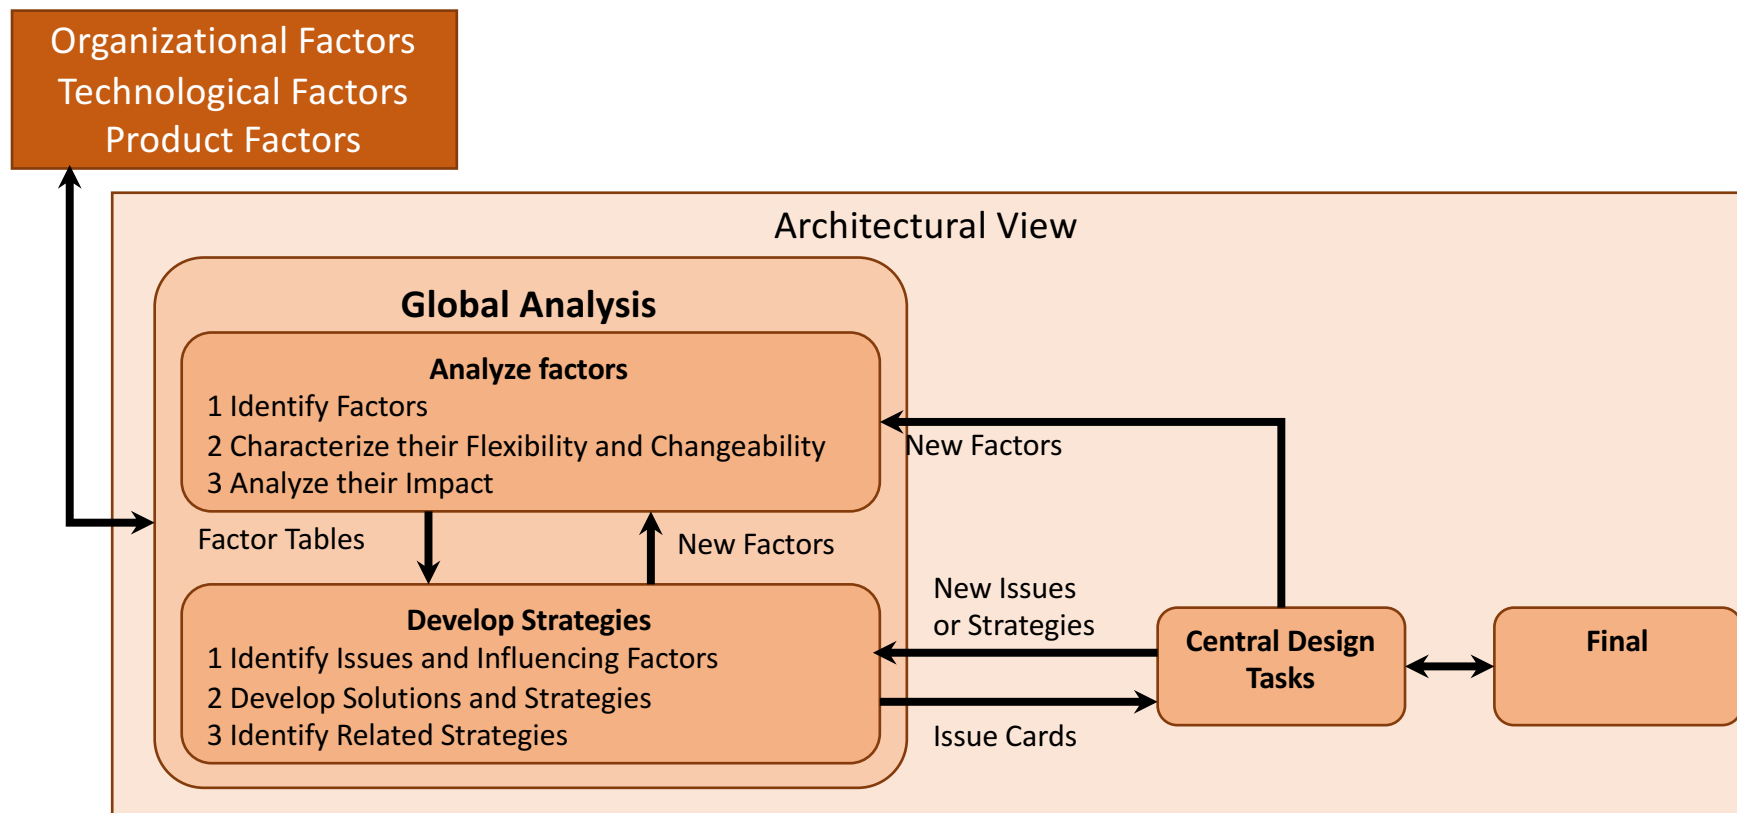 Organizational Factors
Technological Factors
Product Factors
Architectural View
Global Analysis
Analyze factors
1 Identify Factors
2 Characterize their Flexibility and Changeability
3 Analyze their Impact
New Factors
Factor Tables
New Factors
Develop Strategies
1 Identify Issues and Influencing Factors
2 Develop Solutions and Strategies
3 Identify Related Strategies
New Issues
or Strategies
Issue Cards
Central Design
Tasks
Final